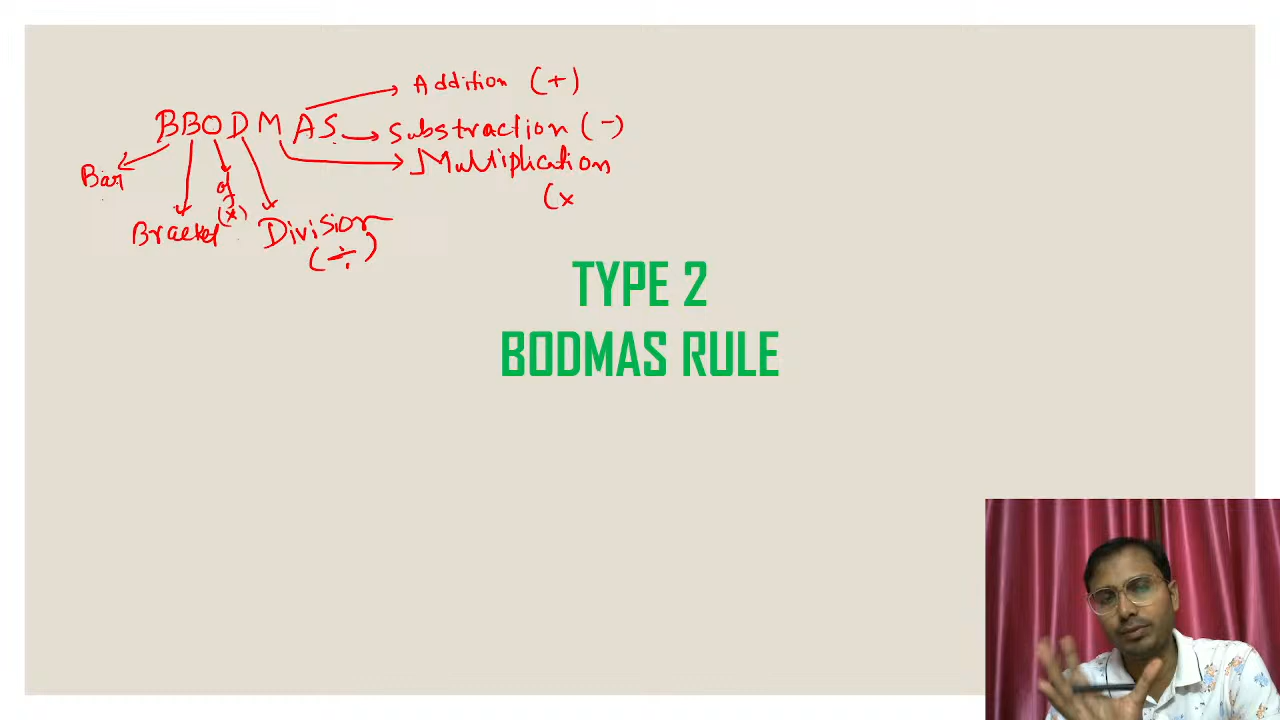 Addition (+)
BBODMAS
Substraction (-)
Multiplication
(x
Bar
of
(x)
Bracket
Division
(÷)
TYPE 2
BODMAS RULE